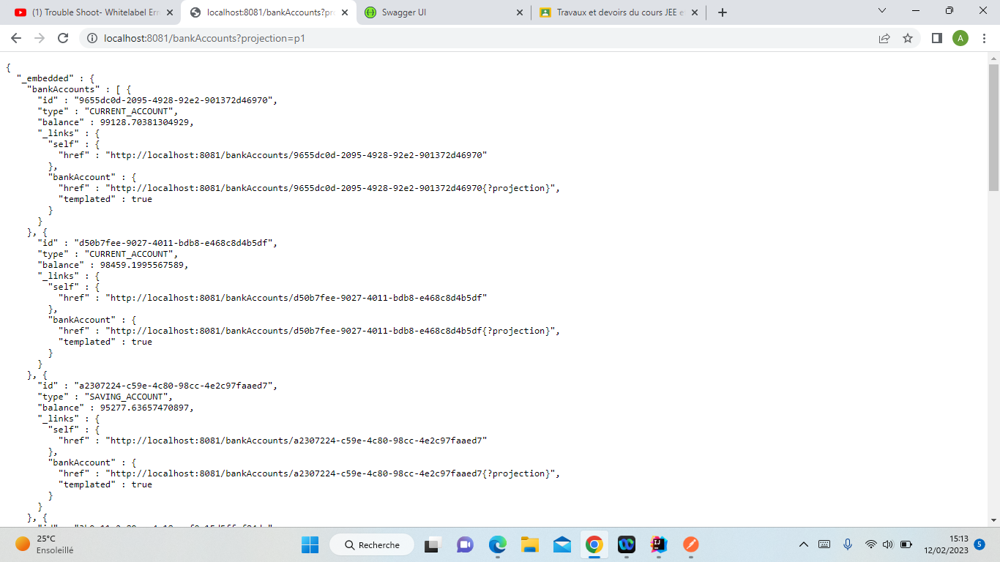 (1) Trouble Shoot- Whitelabel Err
localhost:8081/bankAccounts?pro
Swagger UI
Travaux et devoirs du cours JEE e
localhost:8081/bankAccounts?projection=p1
A
{
"_embedded" : {
"bankAccounts" : [ {
"id" : "9655dc0d-2095-4928-92e2-901372d46970",
"type" : "CURRENT_ACCOUNT",
"balance" : 99128.70381304929,
"_links" : {
"self" : {
"href" : "http://localhost:8081/bankAccounts/9655dc0d-2095-4928-92e2-901372d46970"
},
"bankAccount" : {
"href" : "http://localhost:8081/bankAccounts/9655dc0d-2095-4928-92e2-901372d46970{?projection}",
"templated" : true
}
}
}, {
"id" : "d50b7fee-9027-4011-bdb8-e468c8d4b5df",
"type" : "CURRENT_ACCOUNT",
"balance" : 98459.1995567589,
"_links" : {
"self" : {
"href" : "http://localhost:8081/bankAccounts/d50b7fee-9027-4011-bdb8-e468c8d4b5df"
},
"bankAccount" : {
"href" : "http://localhost:8081/bankAccounts/d50b7fee-9027-4011-bdb8-e468c8d4b5df{?projection}",
"templated" : true
}
}
}, {
"id" : "a2307224-c59e-4c80-98cc-4e2c97faaed7",
"type" : "SAVING_ACCOUNT",
"balance" : 95277.63657470897,
"_links" : {
"self" : {
"href" : "http://localhost:8081/bankAccounts/a2307224-c59e-4c80-98cc-4e2c97faaed7"
},
"bankAccount" : {
"href" : "http://localhost:8081/bankAccounts/a2307224-c59e-4c80-98cc-4e2c97faaed7{?projection}",
"templated" : true
}
}
}, {
25°C
Ensoleillé
Recherche
15:13
12/02/2023
5